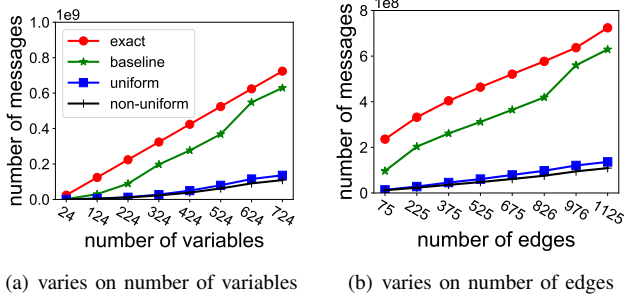 1e9
1.0
0.8
0.6
0.4
0.2
0.0
number of messages
exact
baseline
uniform
non-uniform
24 124 224 324 424 524 624 724
number of variables
(a) varies on number of variables
1e8
8
6
4
2
0
number of messages
75 225 375 525 675 826 976 1125
number of edges
(b) varies on number of edges